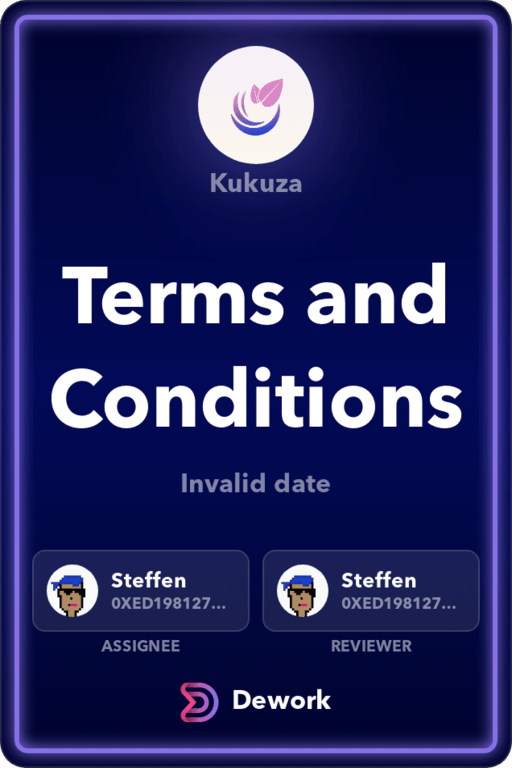 Kukuza
Terms and
Conditions
Invalid date
Steffen
0XED198127...
Steffen
0XED198127...
ASSIGNEE
REVIEWER
Dework